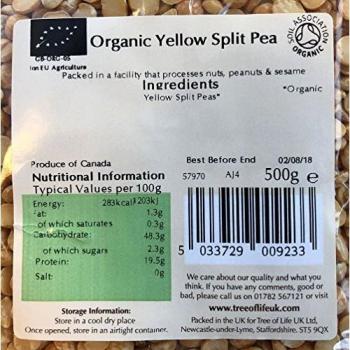 Organic Yellow Split Pea
SOIL ASSOCIATION
ORGANIC
GB-ORG-05
ion EU Agriculture
Packed in a facility that processes nuts, peanuts & sesame
Ingredients
*Organic
Yellow Split Peas*
Produce of Canada
Best Before End 02/08/18
Nutritional Information
57970 AJ4 500g e
Typical Values per 100g
Energy: 283kcal 1203kJ
Fat: 1.3g
of which saturates 0.3g
Carbohydrate: 48.3g
of which sugars 2.3g
Protein: 19.5g
Salt: 0g
5 033729 009233
We care about our quality and what you
think. If you have any comments, good or
bad, please call us on 01782 567121 or visit
www.treeoflifeuk.com
Storage Information:
Store in a cool dry place
Once opened, store in an airtight container.
Packed in the UK for Tree of Life UK Ltd,
Newcastle-under-Lyme, Staffordshire. ST5 9QX